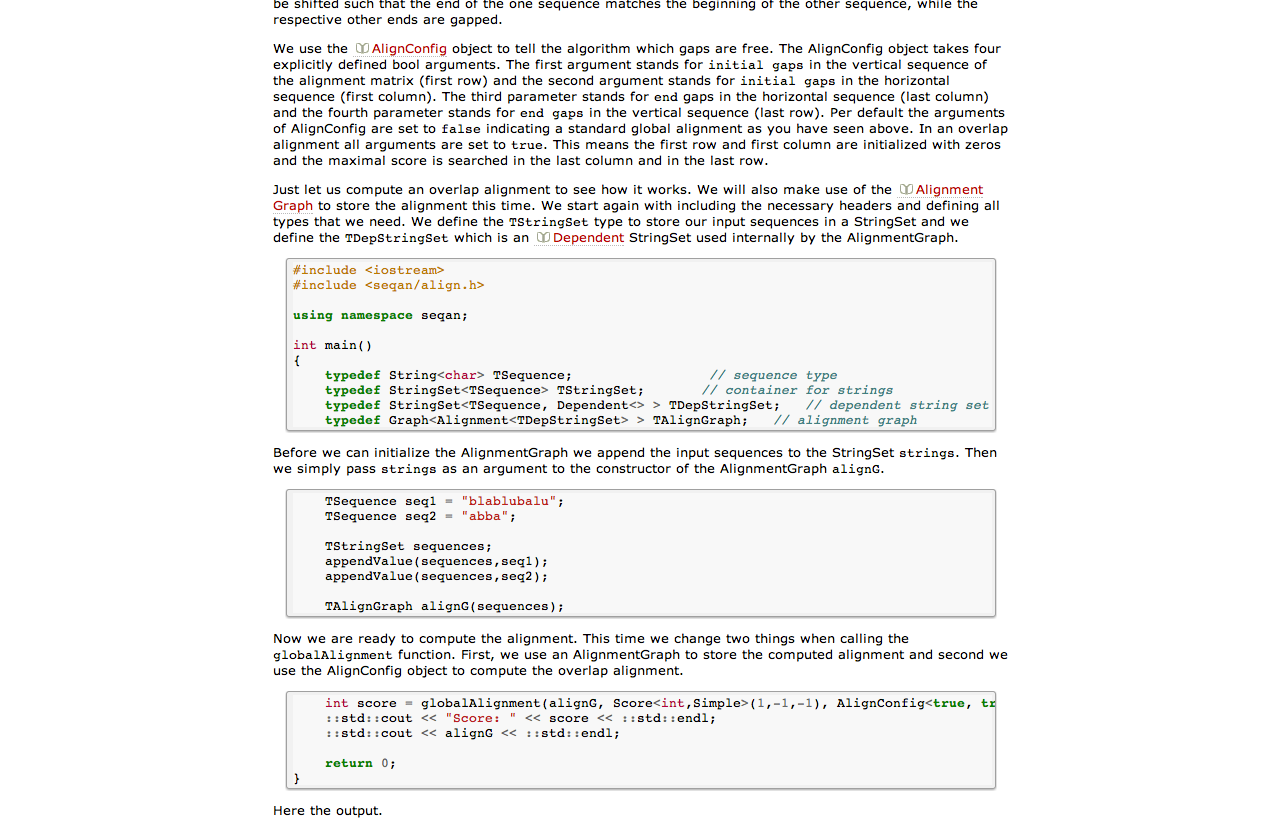 be shifted such that the end of the one sequence matches the beginning of the other sequence, while the
respective other ends are gapped.
We use the AlignConfig object to tell the algorithm which gaps are free. The AlignConfig object takes four
explicitly defined bool arguments. The first argument stands for initial gaps in the vertical sequence of
the alignment matrix (first row) and the second argument stands for initial gaps in the horizontal
sequence (first column). The third parameter stands for end gaps in the horizontal sequence (last column)
and the fourth parameter stands for end gaps in the vertical sequence (last row). Per default the arguments
of AlignConfig are set to false indicating a standard global alignment as you have seen above. In an overlap
alignment all arguments are set to true. This means the first row and first column are initialized with zeros
and the maximal score is searched in the last column and in the last row.
Just let us compute an overlap alignment to see how it works. We will also make use of the Alignment
Graph to store the alignment this time. We start again with including the necessary headers and defining all
types that we need. We define the TStringSet type to store our input sequences in a StringSet and we
define the TDepStringSet which is an Dependent StringSet used internally by the AlignmentGraph.
#include <iostream>
#include <seqan/align.h>
using namespace seqan;
int main()
{
typedef String<char> TSequence; // sequence type
typedef StringSet<TSequence> TStringSet; // container for strings
typedef StringSet<TSequence, Dependent<> > TDepStringSet; // dependent string set
typedef Graph<Alignment<TDepStringSet> > TAlignGraph; // alignment graph
Before we can initialize the AlignmentGraph we append the input sequences to the StringSet strings. Then
we simply pass strings as an argument to the constructor of the AlignmentGraph alignG.
TSequence seq1 = "blablubalu";
TSequence seq2 = "abba";
TStringSet sequences;
appendValue(sequences,seq1);
appendValue(sequences,seq2);
TAlignGraph alignG(sequences);
Now we are ready to compute the alignment. This time we change two things when calling the
globalAlignment function. First, we use an AlignmentGraph to store the computed alignment and second we
use the AlignConfig object to compute the overlap alignment.
int score = globalAlignment(alignG, Score<int,Simple>(1,-1,-1), AlignConfig<true, tr
::std::cout << "Score: " << score << ::std::endl;
::std::cout << alignG << ::std::endl;
return 0;
}
Here the output.